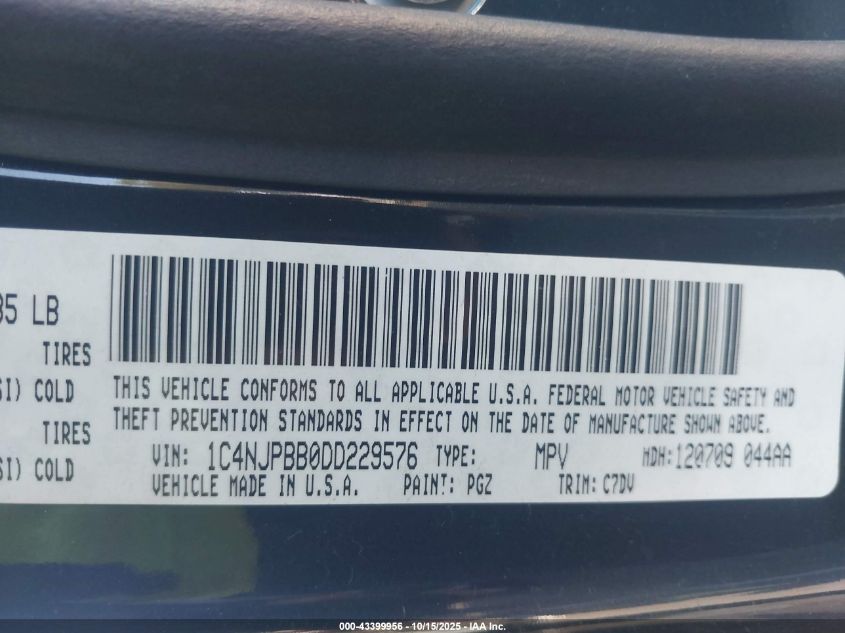 85 LB
TIRES
SI) COLD
TIRES
SI) COLD
THIS VEHICLE CONFORMS TO ALL APPLICABLE U.S.A. FEDERAL MOTOR VEHICLE SAFETY AND
THEFT PREVENTION STANDARDS IN EFFECT ON THE DATE OF MANUFACTURE SHOWN ABOVE.
VIN: 1C4NJPBB0DD229576 TYPE: MPV MDH:120709 044AA
VEHICLE MADE IN U.S.A. PAINT: PGZ TRIM: C7DV
000-43399956 - 10/15/2025 - IAA Inc.